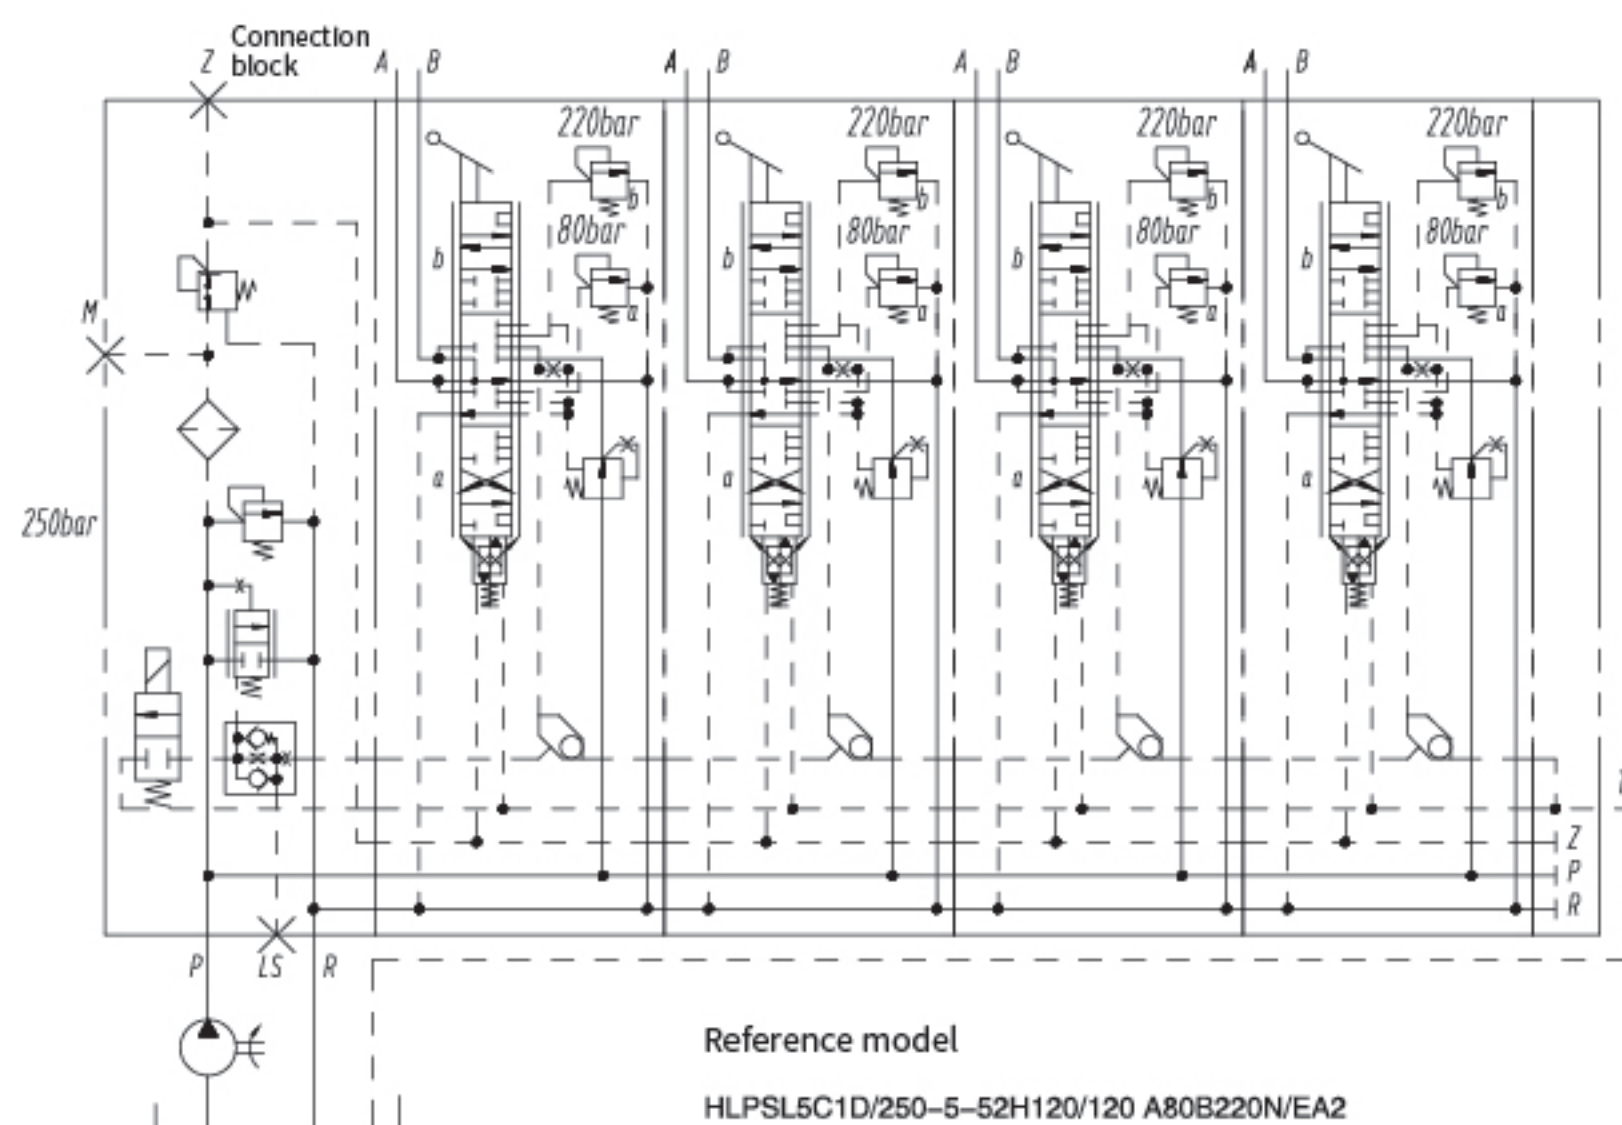 Connection
Z block A B A B A B A B
220bar 220bar 220bar 220bar
b b b b
80bar 80bar 80bar 80bar
b b b b
M a a a a
a a a a
250bar
Z
P
R
P LS R
Reference model
HLPSL5C1D/250-5-52H120/120 A80B220N/EA2